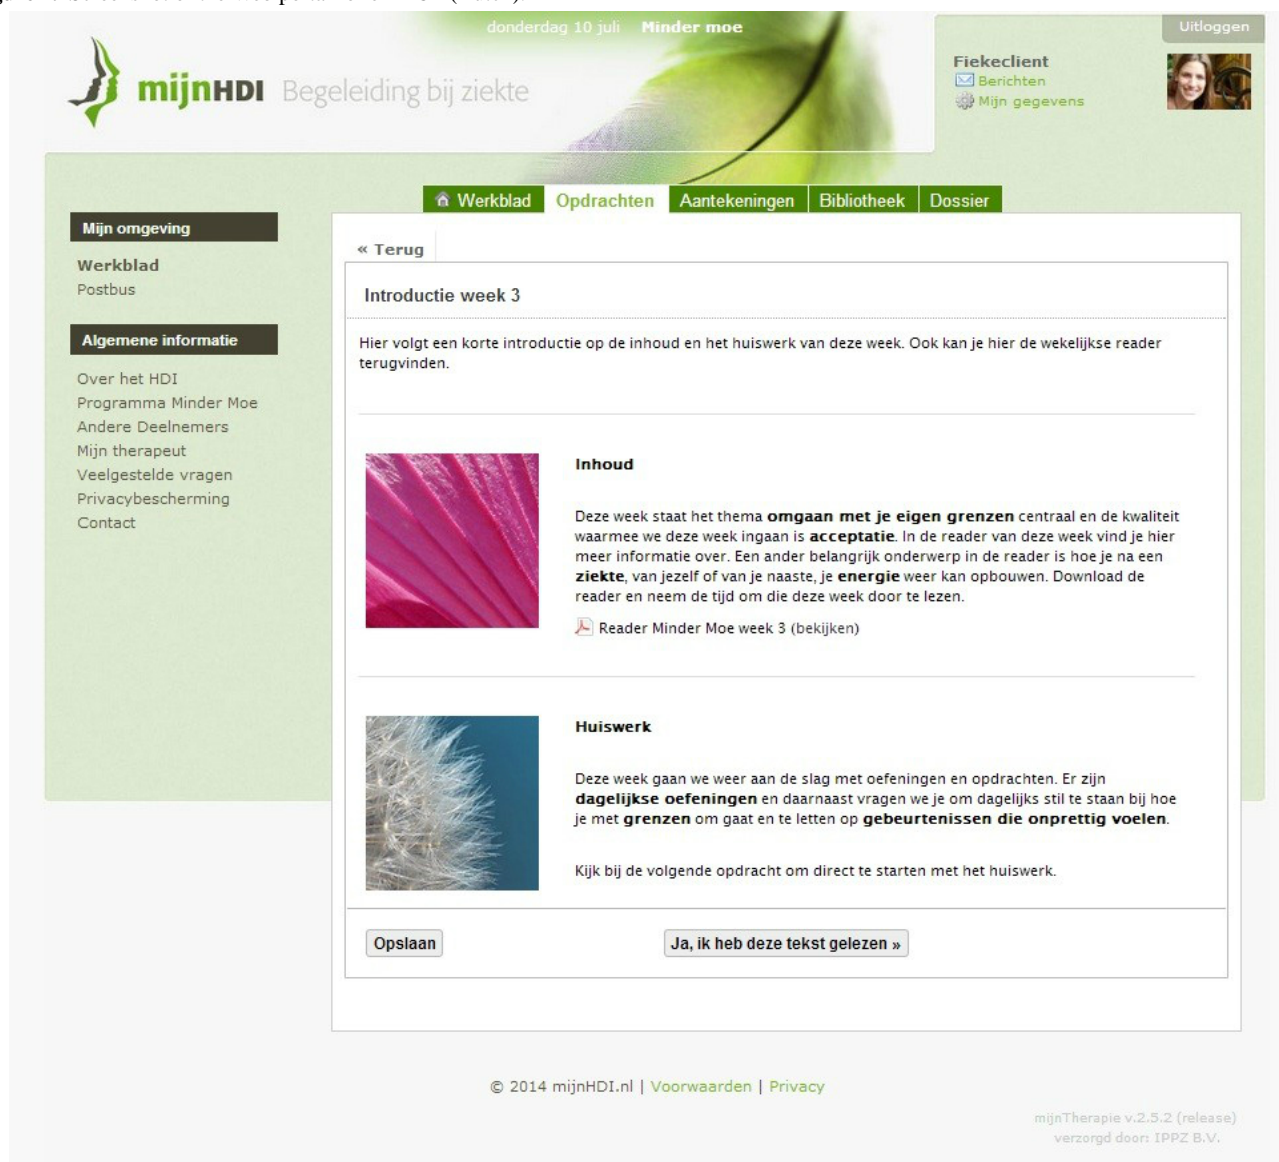 donderdag 10 juli Minder moe
Uitloggen
mijnHDI Begeleiding bij ziekte
Fiekeclient
Berichten
Mijn gegevens
Werkblad Opdrachten Aantekeningen Bibliotheek Dossier
Mijn omgeving
Werkblad
Postbus
Algemene informatie
Over het HDI
Programma Minder Moe
Andere Deelnemers
Mijn therapeut
Veelgestelde vragen
Privacybescherming
Contact
« Terug
Introductie week 3
Hier volgt een korte introductie op de inhoud en het huiswerk van deze week. Ook kan je hier de wekelijkse reader
terugvinden.
Inhoud
Deze week staat het thema omgaan met je eigen grenzen centraal en de kwaliteit
waarmee we deze week ingaan is acceptatie. In de reader van deze week vind je hier
meer informatie over. Een ander belangrijk onderwerp in de reader is hoe je na een
ziekte, van jezelf of van je naaste, je energie weer kan opbouwen. Download de
reader en neem de tijd om die deze week door te lezen.
Reader Minder Moe week 3 (bekijken)
Huiswerk
Deze week gaan we weer aan de slag met oefeningen en opdrachten. Er zijn
dagelijkse oefeningen en daarnaast vragen we je om dagelijks stil te staan bij hoe
je met grenzen om gaat en te letten op gebeurtenissen die onprettig voelen.
Kijk bij de volgende opdracht om direct te starten met het huiswerk.
Opslaan
Ja, ik heb deze tekst gelezen »
© 2014 mijnHDI.nl | Voorwaarden | Privacy
mijnTherapie v.2.5.2 (release)
verzorgd door: IPPZ B.V.